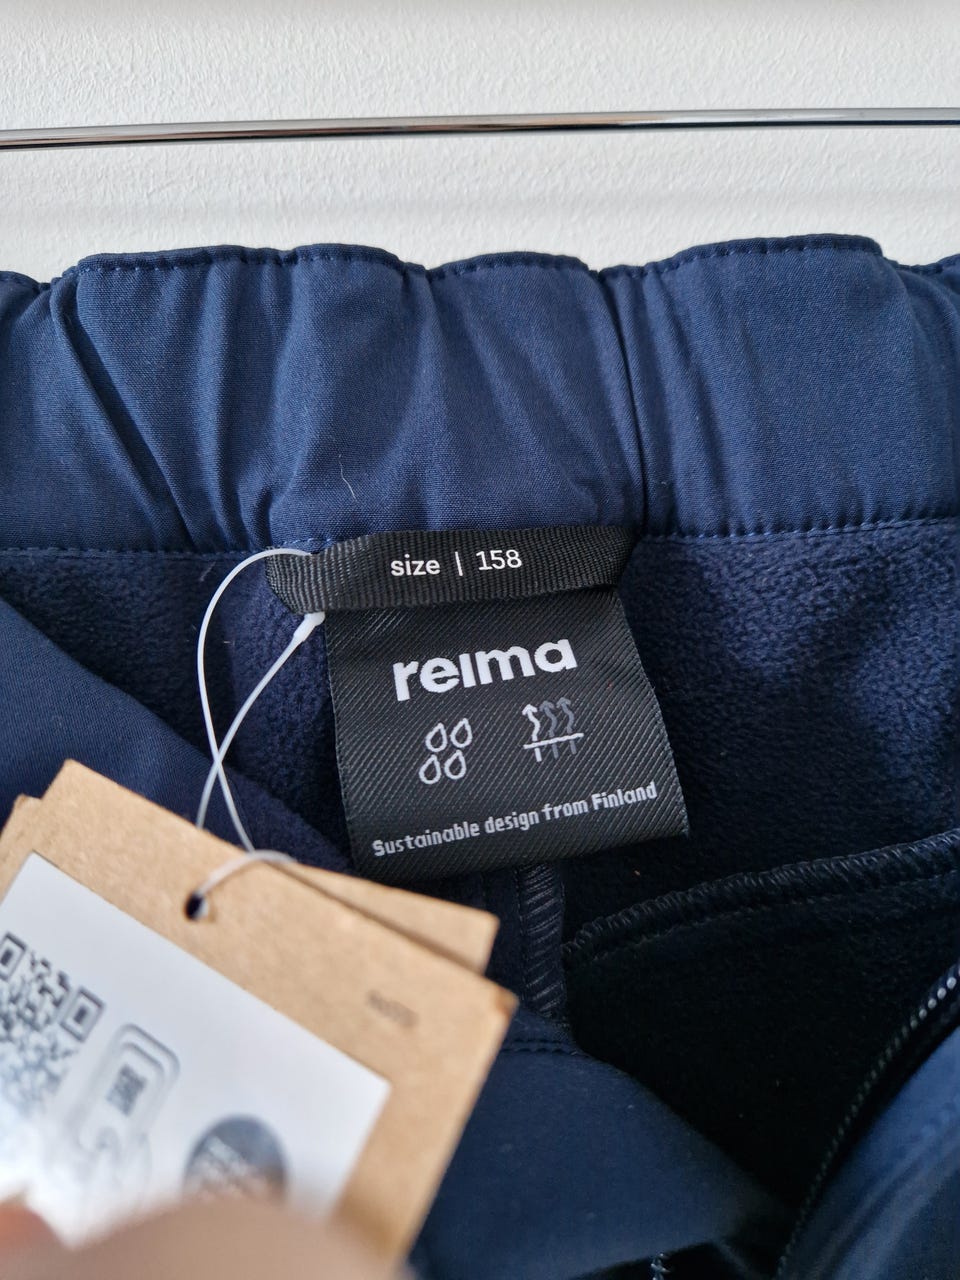 size | 158
reima
Sustainable design from Finland